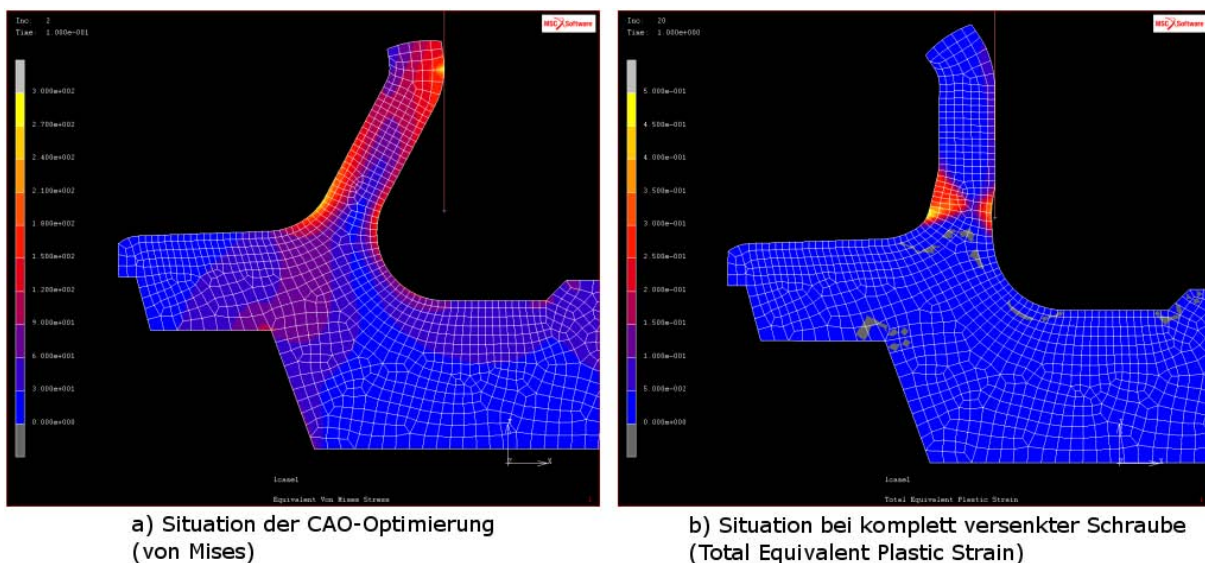 Inc: 2
Time: 1.000e-001
MSC Software
3.000e+002
2.700e+002
2.400e+002
2.100e+002
1.800e+002
1.500e+002
1.200e+002
9.000e+001
6.000e+001
3.000e+001
0.000e+000
Y
X
lcase1
Equivalent Von Mises Stress
1
a) Situation der CAO-Optimierung
(von Mises)
Inc: 20
Time: 1.000e+000
MSC Software
5.000e-001
4.500e-001
4.000e-001
3.500e-001
3.000e-001
2.500e-001
2.000e-001
1.500e-001
1.000e-001
5.000e-002
0.000e+000
X
lcase1
Total Equivalent Plastic Strain
b) Situation bei komplett versenkter Schraube
(Total Equivalent Plastic Strain)